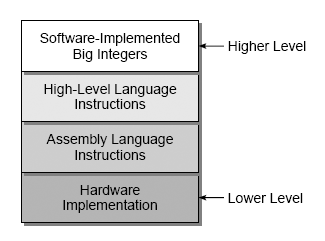 Software-Implemented
Big Integers
Higher Level
High-Level Language
Instructions
Assembly Language
Instructions
Hardware
Implementation
Lower Level